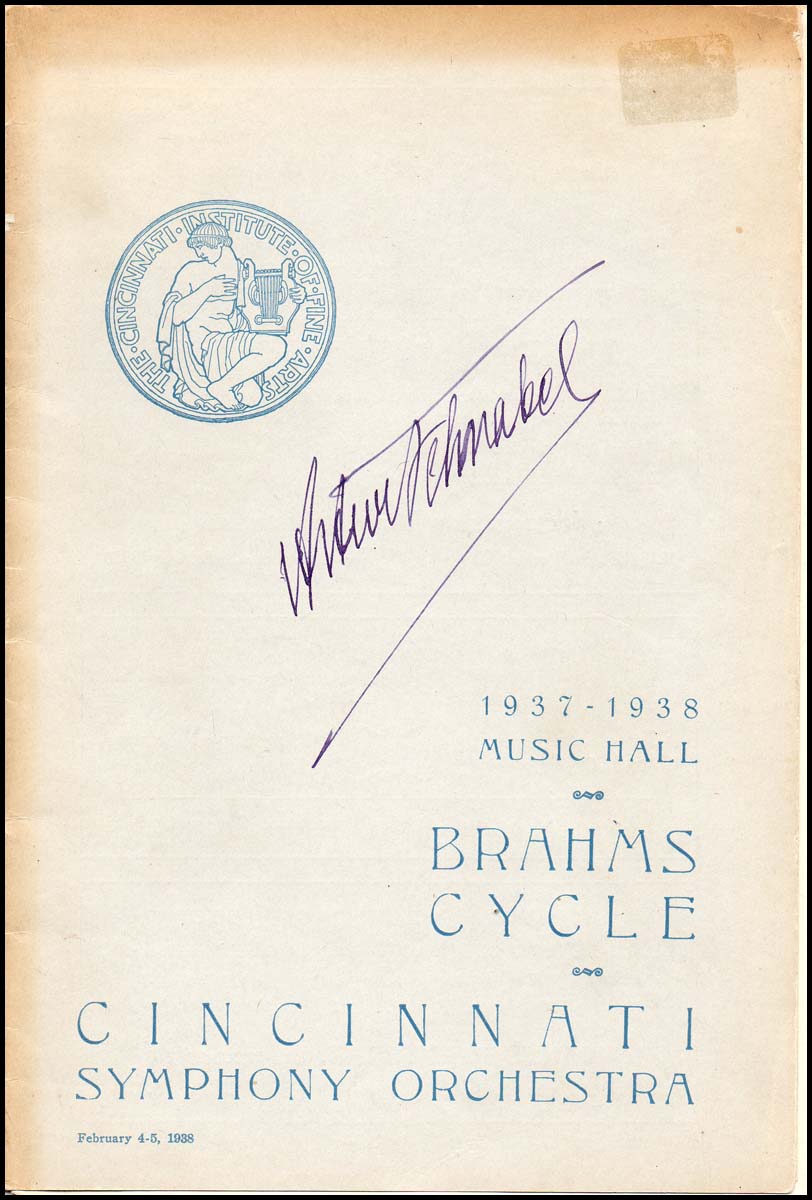 THE·CINCINNATI·INSTITUTE·OF·FINE·ARTS·
Artur Schnabel
1937-1938
MUSIC HALL
BRAHMS
CYCLE
CINCINNATI
SYMPHONY ORCHESTRA
February 4-5, 1938